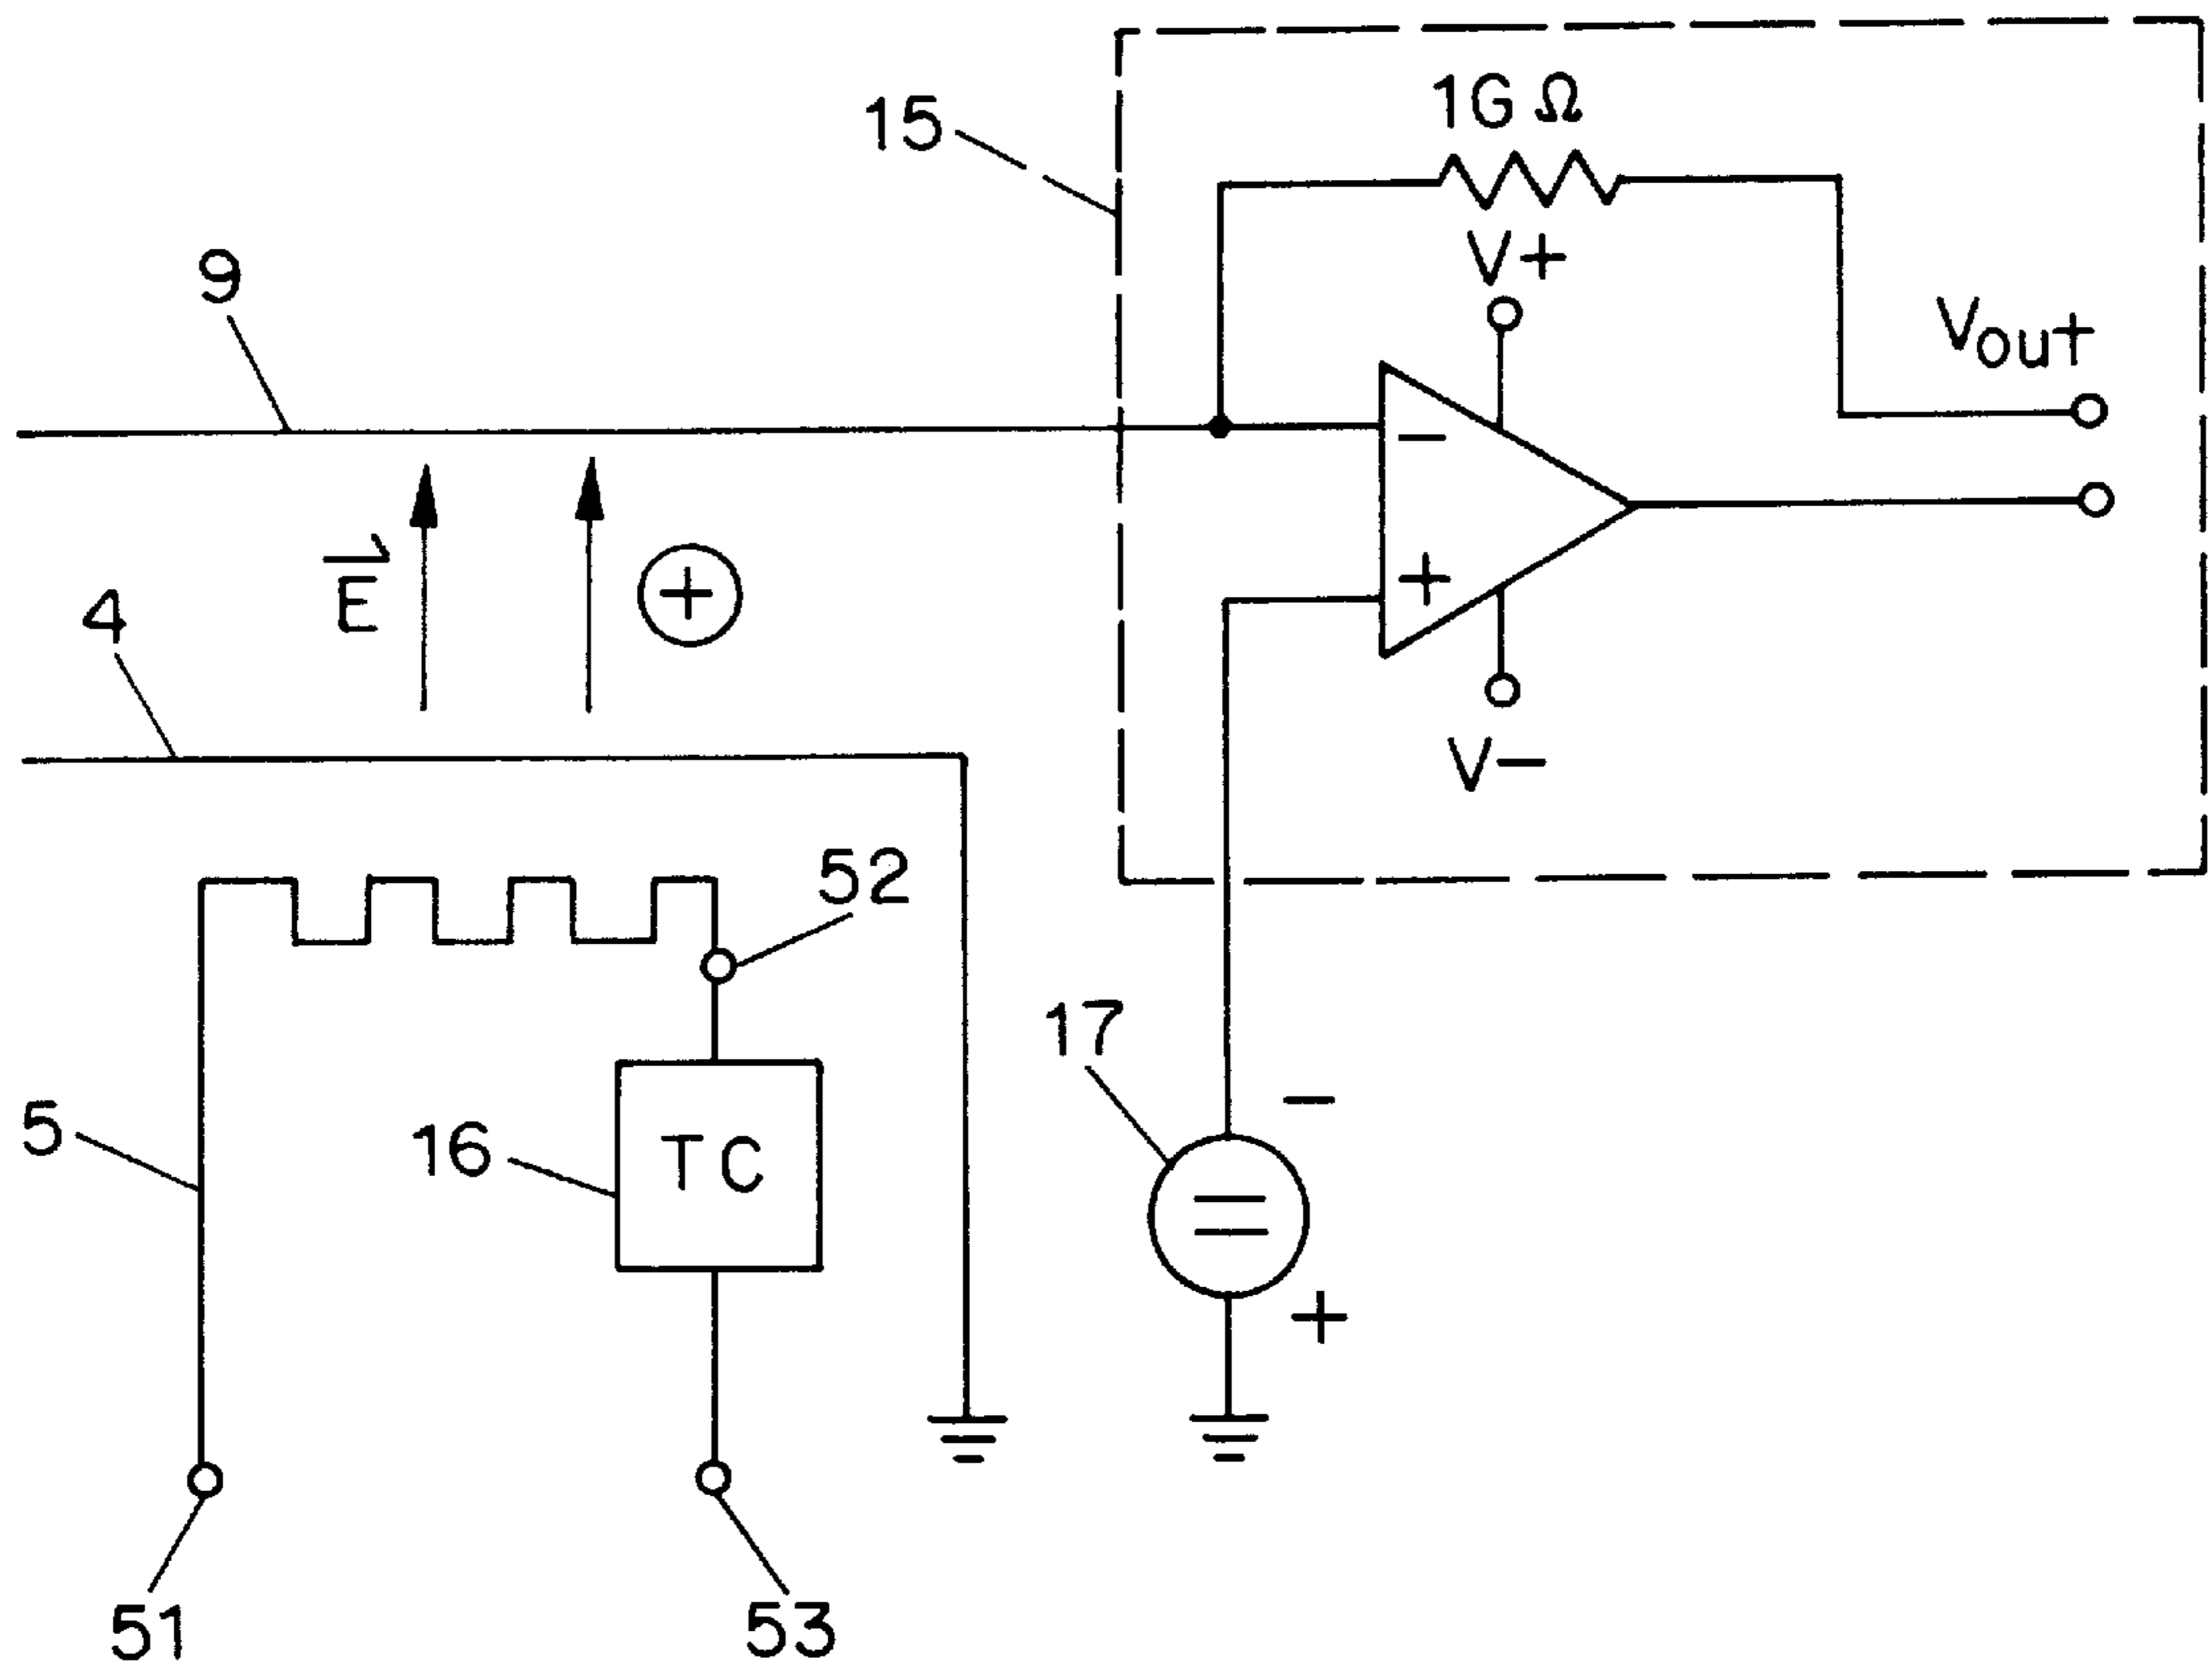 15
1G Ω
V+
9
Vout
−
E
+
4
+
V−
52
17
−
5
16
TC
=
+
51
53